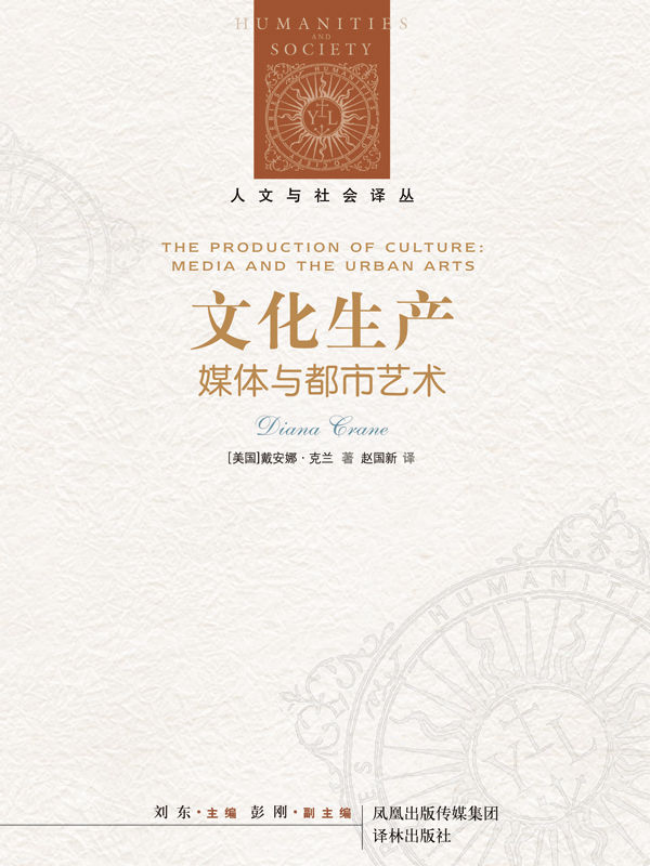 HUMANITIES
AND
SOCIETY
Y L
人文与社会译丛
THE PRODUCTION OF CULTURE:
MEDIA AND THE URBAN ARTS
文化生产
媒体与都市艺术
Diana Crane
[美国]戴安娜·克兰 著 赵国新 译
HUMANITIES
YL
刘东·主编 彭刚·副主编
凤凰出版传媒集团
译林出版社